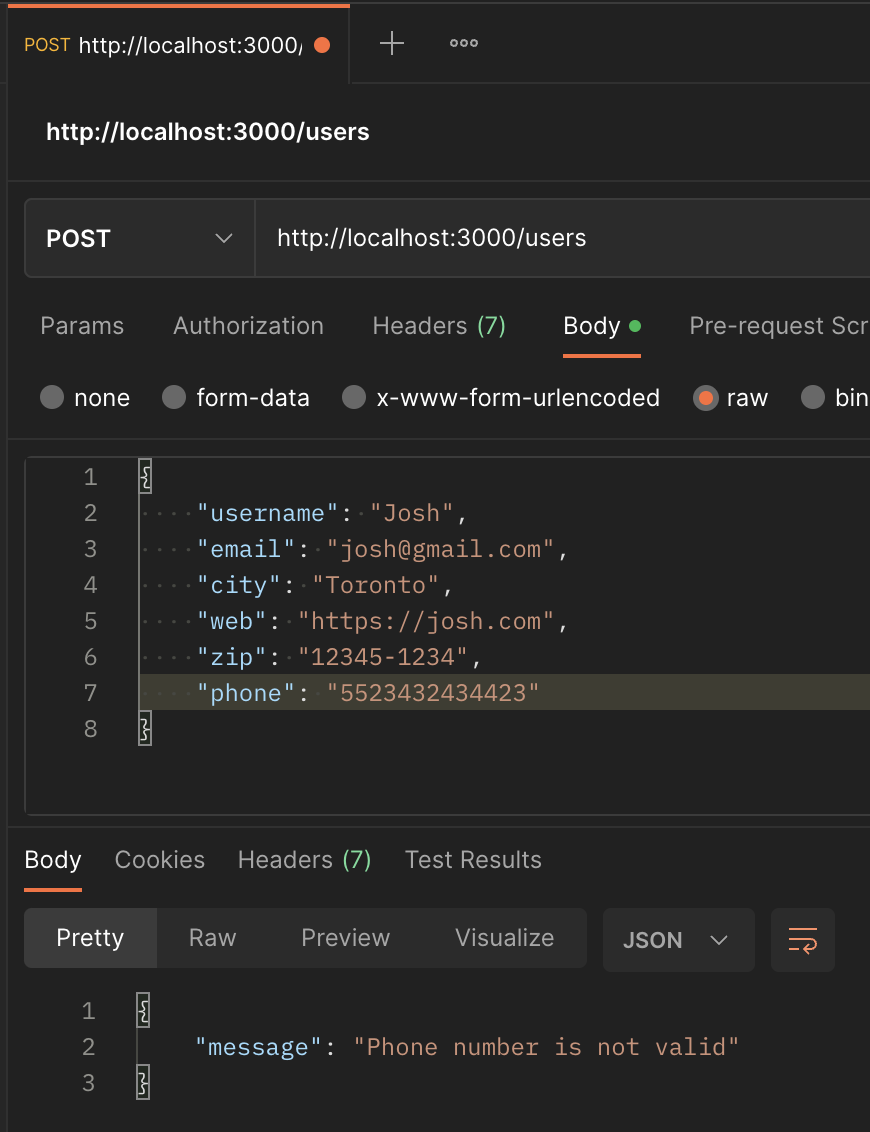 POST http://localhost:3000/
http://localhost:3000/users
POST http://localhost:3000/users
Params Authorization Headers (7) Body Pre-request Scr
none form-data x-www-form-urlencoded raw bin
1 {
2 "username": "Josh",
3 "email": "josh@gmail.com",
4 "city": "Toronto",
5 "web": "https://josh.com",
6 "zip": "12345-1234",
7 "phone": "5523432434423"
8 }
Body Cookies Headers (7) Test Results
Pretty Raw Preview Visualize JSON
1 {
2 "message": "Phone number is not valid"
3 }